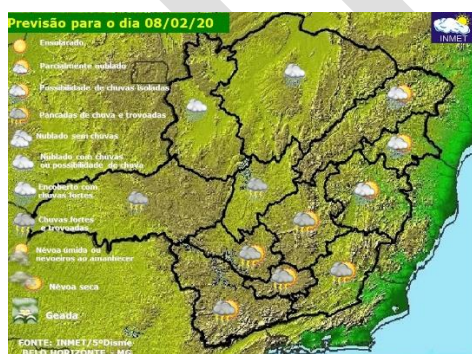 Previsão para o dia 08/02/20
INMET
Ensolarado
Parcialmente nublado
Possibilidade de chuvas isoladas
Pancadas de chuva e trovoadas
Nublado sem chuvas
Nublado com chuvas
ou possibilidade de chuva
Encoberto com
chuvas fortes
Chuvas fortes
e trovoadas
Névoa úmida ou
nevoeiros ao amanhecer
Névoa seca
Geada
FONTE: INMET/5ºDisme
BELO HORIZONTE - MG